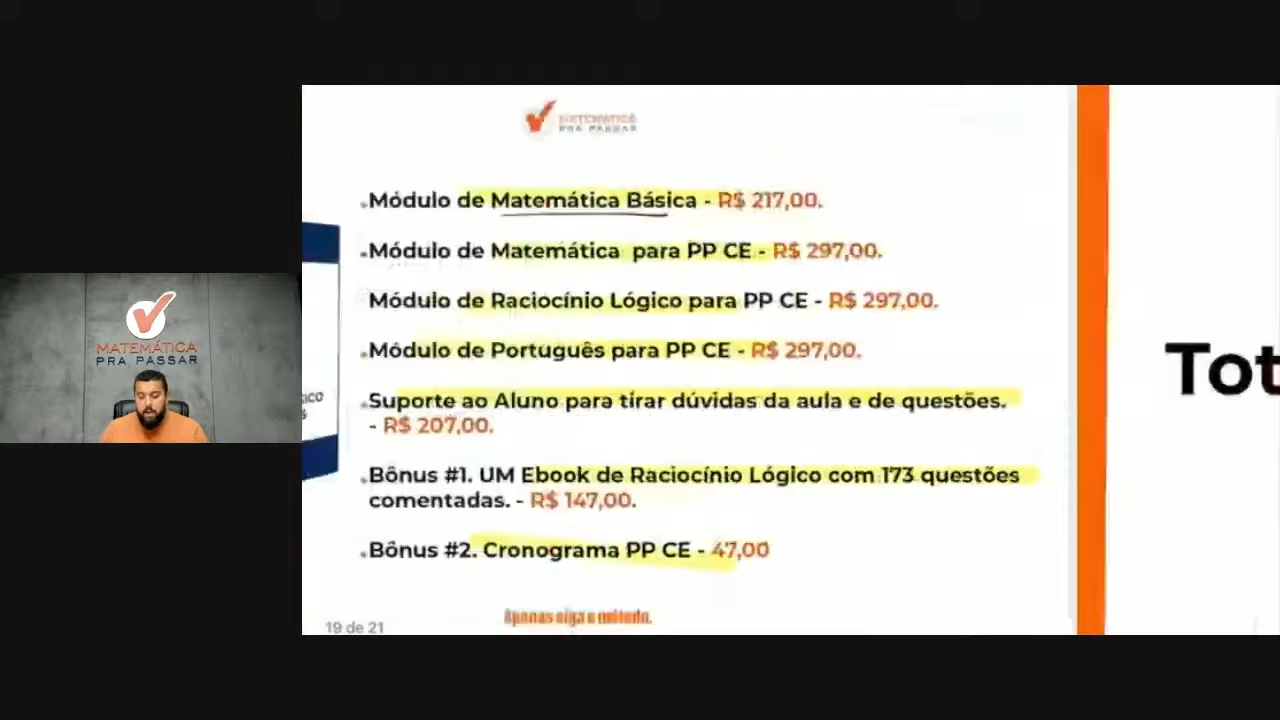 MATEMÁTICA
PRA PASSAR
MATEMÁTICA
PRA PASSAR
Módulo de Matemática Básica - R$ 217,00.
Módulo de Matemática para PP CE - R$ 297,00.
Módulo de Raciocínio Lógico para PP CE - R$ 297,00.
Módulo de Português para PP CE - R$ 297,00.
Suporte ao Aluno para tirar dúvidas da aula e de questões.
- R$ 207,00.
Bônus #1. UM Ebook de Raciocínio Lógico com 173 questões
comentadas. - R$ 147,00.
Bônus #2. Cronograma PP CE - 47,00
Apenas siga o método.
19 de 21
Tot